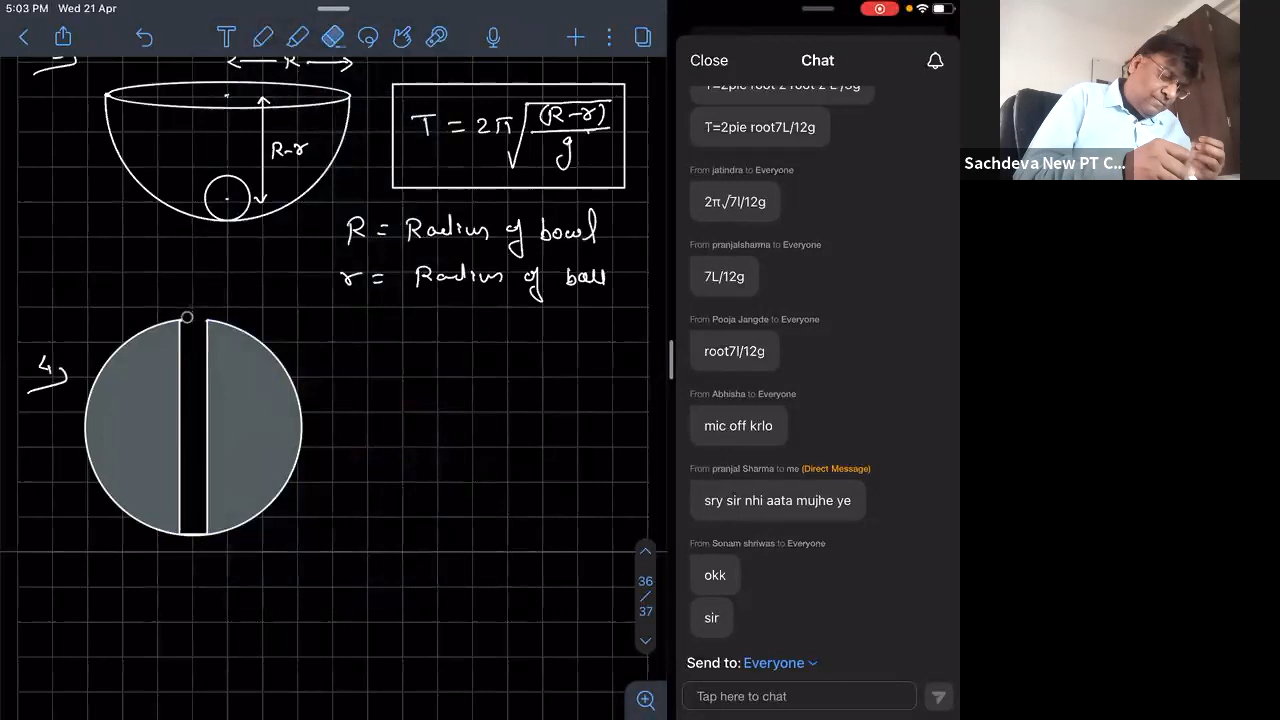 5:03 PM Wed 21 Apr
R
R-r
T = 2π√(R-r)/g
R = Radius of bowl
r = Radius of ball
4)
36
37
Close
Chat
T=2pie root7L/12g
From jatindra to Everyone
2π√7l/12g
From pranjalsharma to Everyone
7L/12g
From Pooja Jangde to Everyone
root7l/12g
From Abhisha to Everyone
mic off krlo
From pranjal Sharma to me (Direct Message)
sry sir nhi aata mujhe ye
From Sonam shriwas to Everyone
okk
sir
Send to: Everyone
Tap here to chat
Sachdeva New PT C...